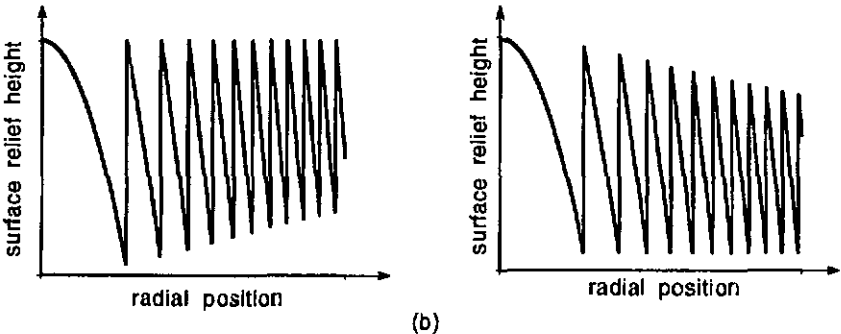 surface relief height
radial position
surface relief height
radial position
(b)